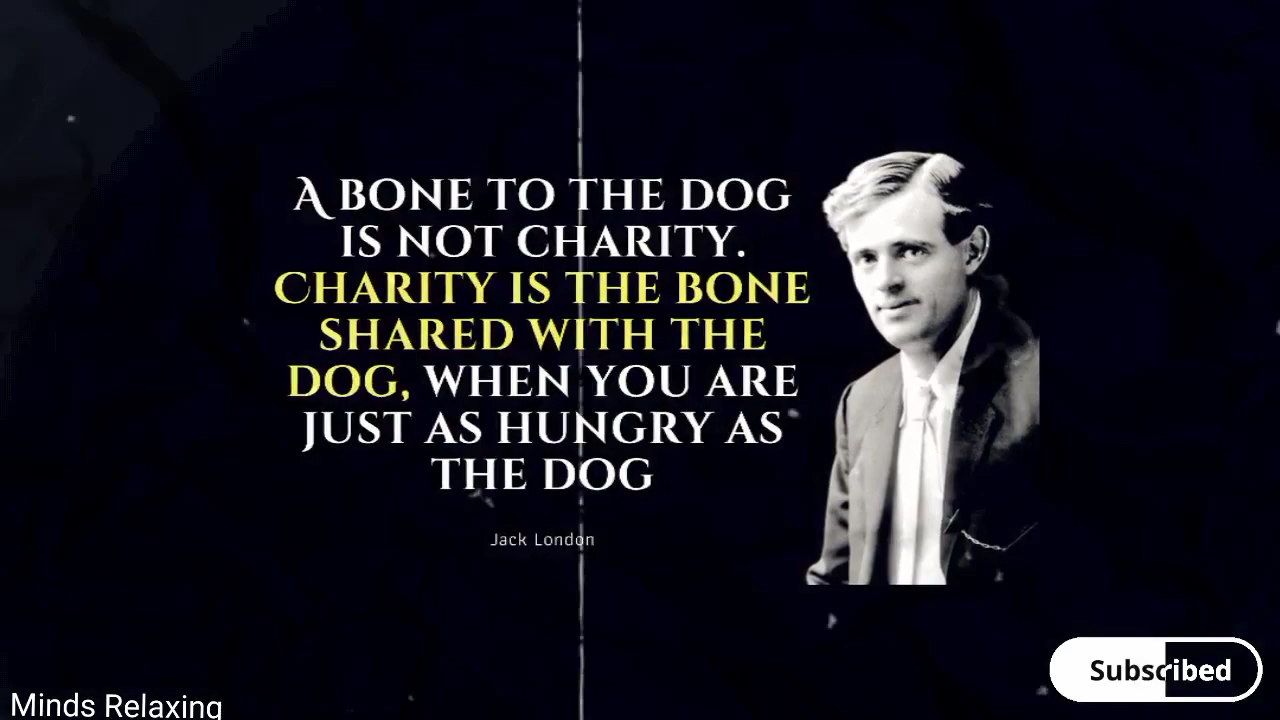 A BONE TO THE DOG
IS NOT CHARITY.
CHARITY IS THE BONE
SHARED WITH THE
DOG, WHEN YOU ARE
JUST AS HUNGRY AS
THE DOG
Jack London
Subscribed
Minds Relaxing